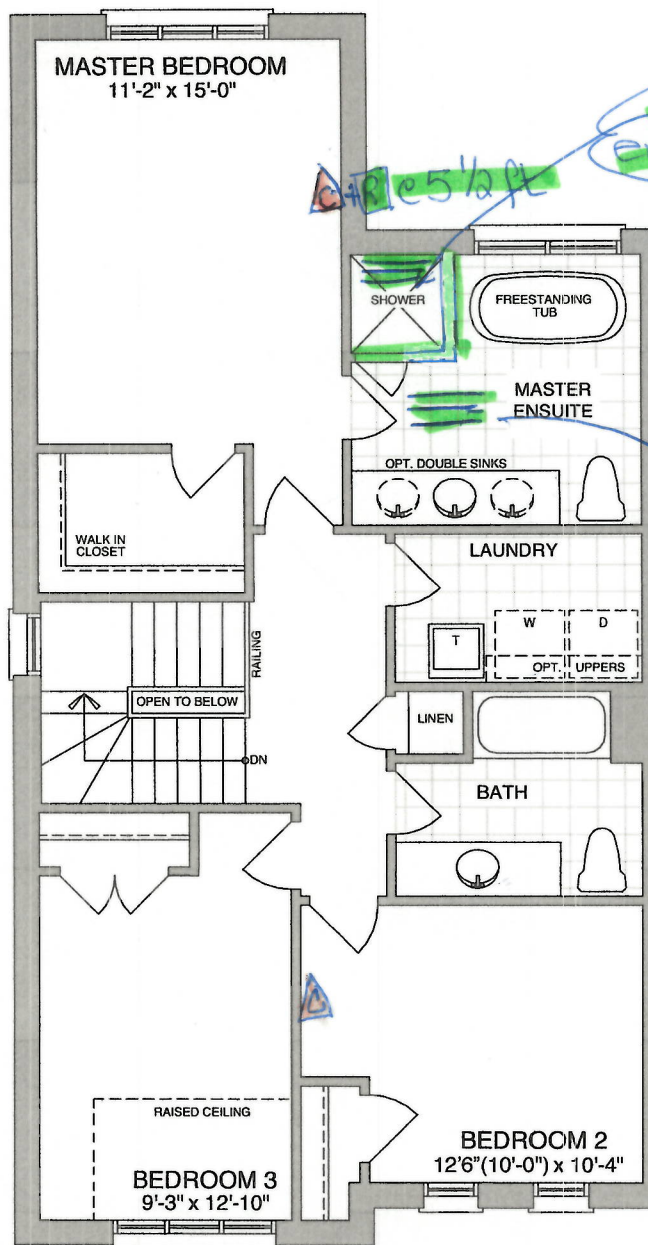 MASTER BEDROOM
11'-2" x 15'-0"
C + R @ 5 1/2 ft
SHOWER
FREESTANDING
TUB
MASTER
ENSUITE
OPT. DOUBLE SINKS
WALK IN
CLOSET
LAUNDRY
RAILING
T
W
D
OPT. UPPERS
OPEN TO BELOW
LINEN
DN
BATH
C
RAISED CEILING
BEDROOM 3
9'-3" x 12'-10"
BEDROOM 2
12'6"(10'-0") x 10'-4"